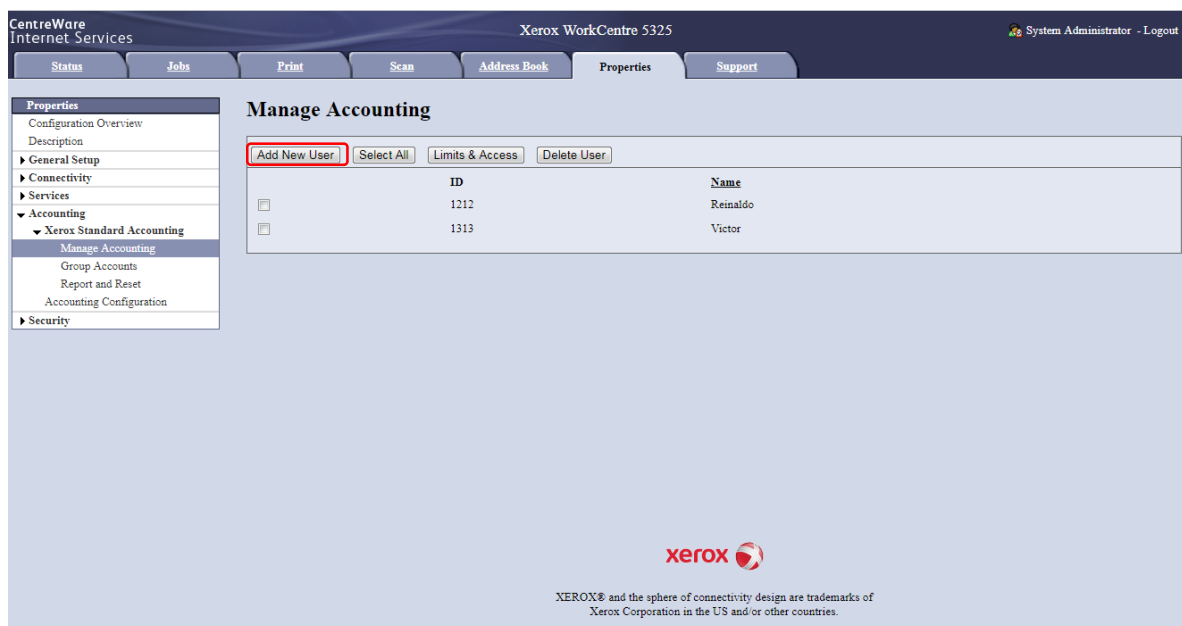 CentreWare
Internet Services
Xerox WorkCentre 5325
System Administrator - Logout
Status Jobs Print Scan Address Book Properties Support
Properties
Configuration Overview
Description
General Setup
Connectivity
Services
Accounting
Xerox Standard Accounting
Manage Accounting
Group Accounts
Report and Reset
Accounting Configuration
Security
Manage Accounting
Add New User Select All Limits & Access Delete User
ID Name
1212 Reinaldo
1313 Victor
xerox
XEROX® and the sphere of connectivity design are trademarks of
Xerox Corporation in the US and/or other countries.